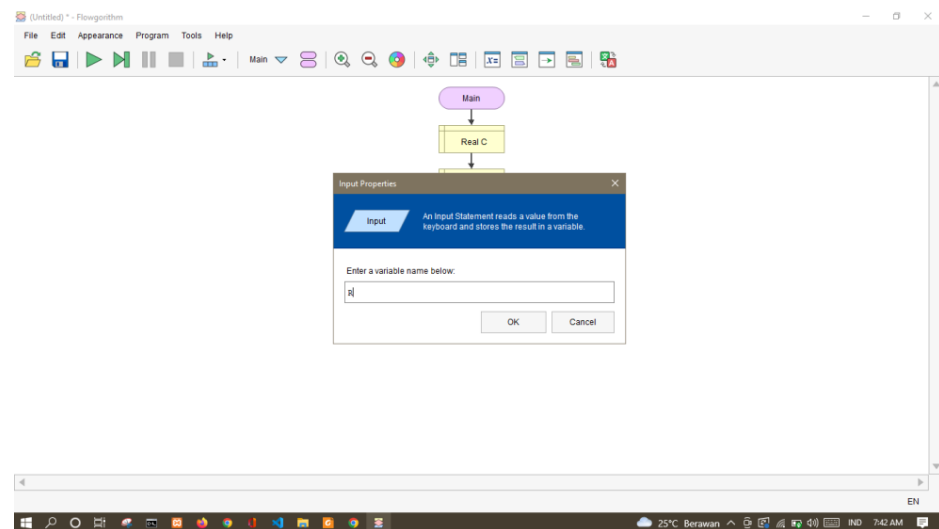 (Untitled) * - Flowgorithm
File Edit Appearance Program Tools Help
Main
x=
Main
Real C
Input Properties
Input
An Input Statement reads a value from the
keyboard and stores the result in a variable.
Enter a variable name below:
R
OK Cancel
EN
25°C Berawan IND 7:42 AM